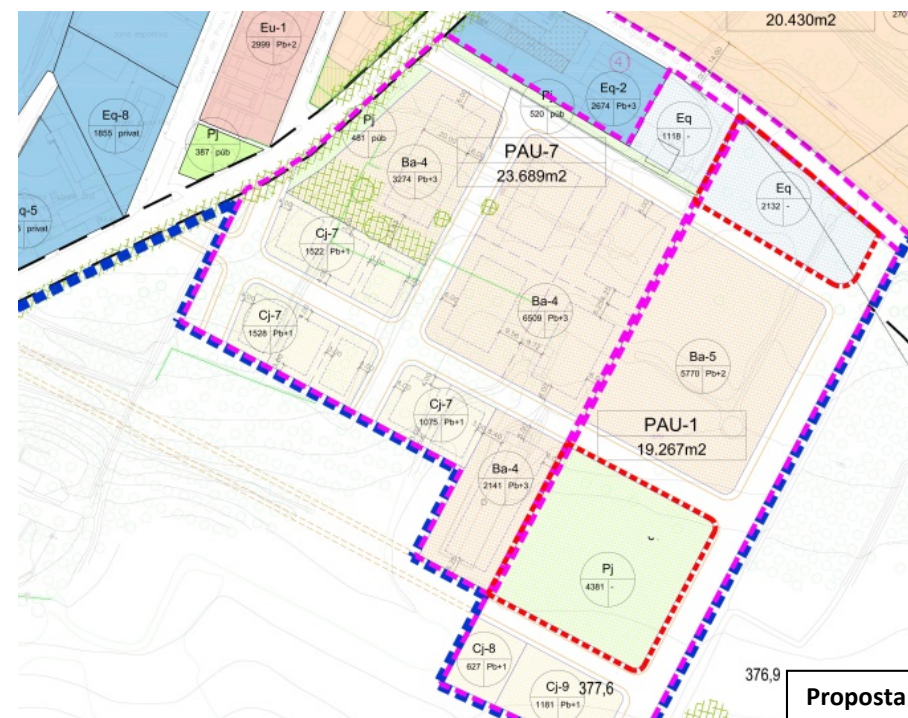 Eu-1
2999 Pb+2
20.430m2
Eq-8
1855 privat
Pj
387 púb
Pj
481 púb
Pj
520 púb
41
Eq-2
2674 Pb+3
Eq
1118 -
PAU-7
23.689m2
Ba-4
3274 Pb+3
Eq
2132 -
q-5
privat
Cj-7
1522 Pb+1
Cj-7
1528 Pb+1
Ba-4
6509 Pb+3
Ba-5
5770 Pb+2
Cj-7
1075 Pb+1
PAU-1
19.267m2
Ba-4
2141 Pb+3
Pj
4381 -
Cj-8
627 Pb+1
Cj-9
1181 Pb+1
377,6
376,9
Proposta